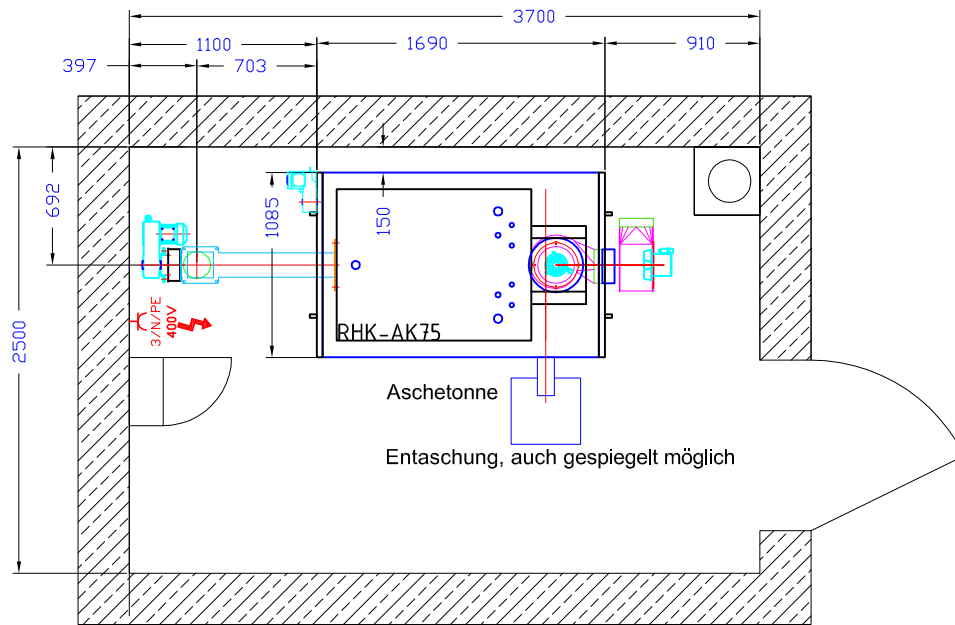 3700
1100
1690
910
397
703
692
1085
150
2500
3/N/PE
400V
RHK-AK75
Aschetonne
Entaschung, auch gespiegelt möglich